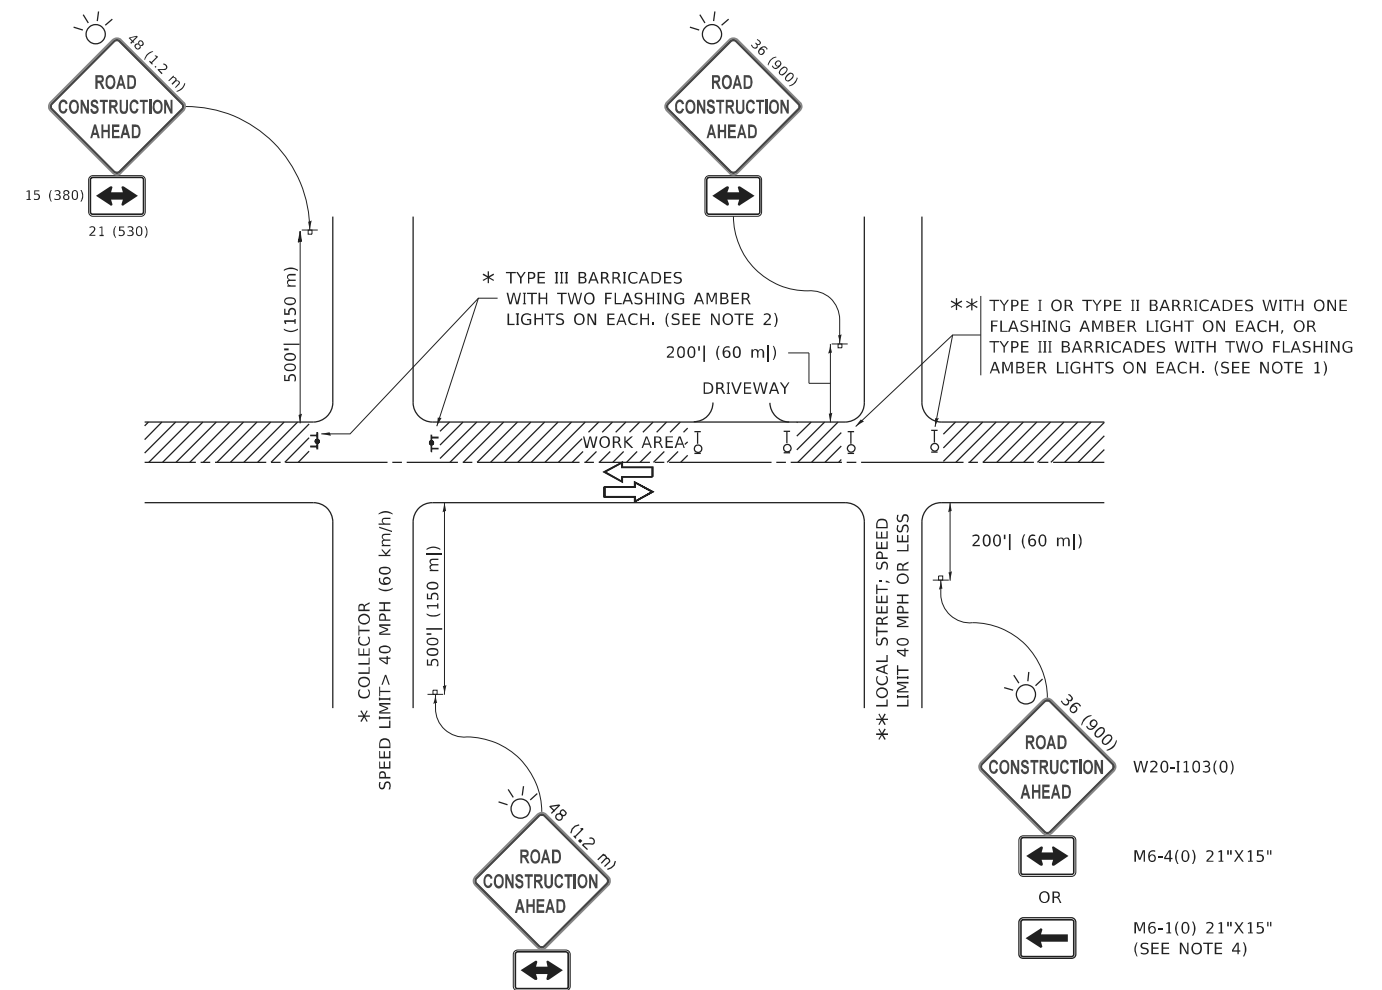 48 (1.2 m)
ROAD
CONSTRUCTION
AHEAD
15 (380)
21 (530)
36 (900)
ROAD
CONSTRUCTION
AHEAD
500'| (150 m)
* TYPE III BARRICADES
WITH TWO FLASHING AMBER
LIGHTS ON EACH. (SEE NOTE 2)
200'| (60 m|)
DRIVEWAY
** TYPE I OR TYPE II BARRICADES WITH ONE
FLASHING AMBER LIGHT ON EACH, OR
TYPE III BARRICADES WITH TWO FLASHING
AMBER LIGHTS ON EACH. (SEE NOTE 1)
WORK AREA
* COLLECTOR
SPEED LIMIT> 40 MPH (60 km/h)
500'| (150 m|)
** LOCAL STREET; SPEED
LIMIT 40 MPH OR LESS
200'| (60 m|)
36 (900)
ROAD
CONSTRUCTION
AHEAD
W20-I103(0)
M6-4(0) 21"X15"
OR
M6-1(0) 21"X15"
(SEE NOTE 4)
48 (1.2 m)
ROAD
CONSTRUCTION
AHEAD